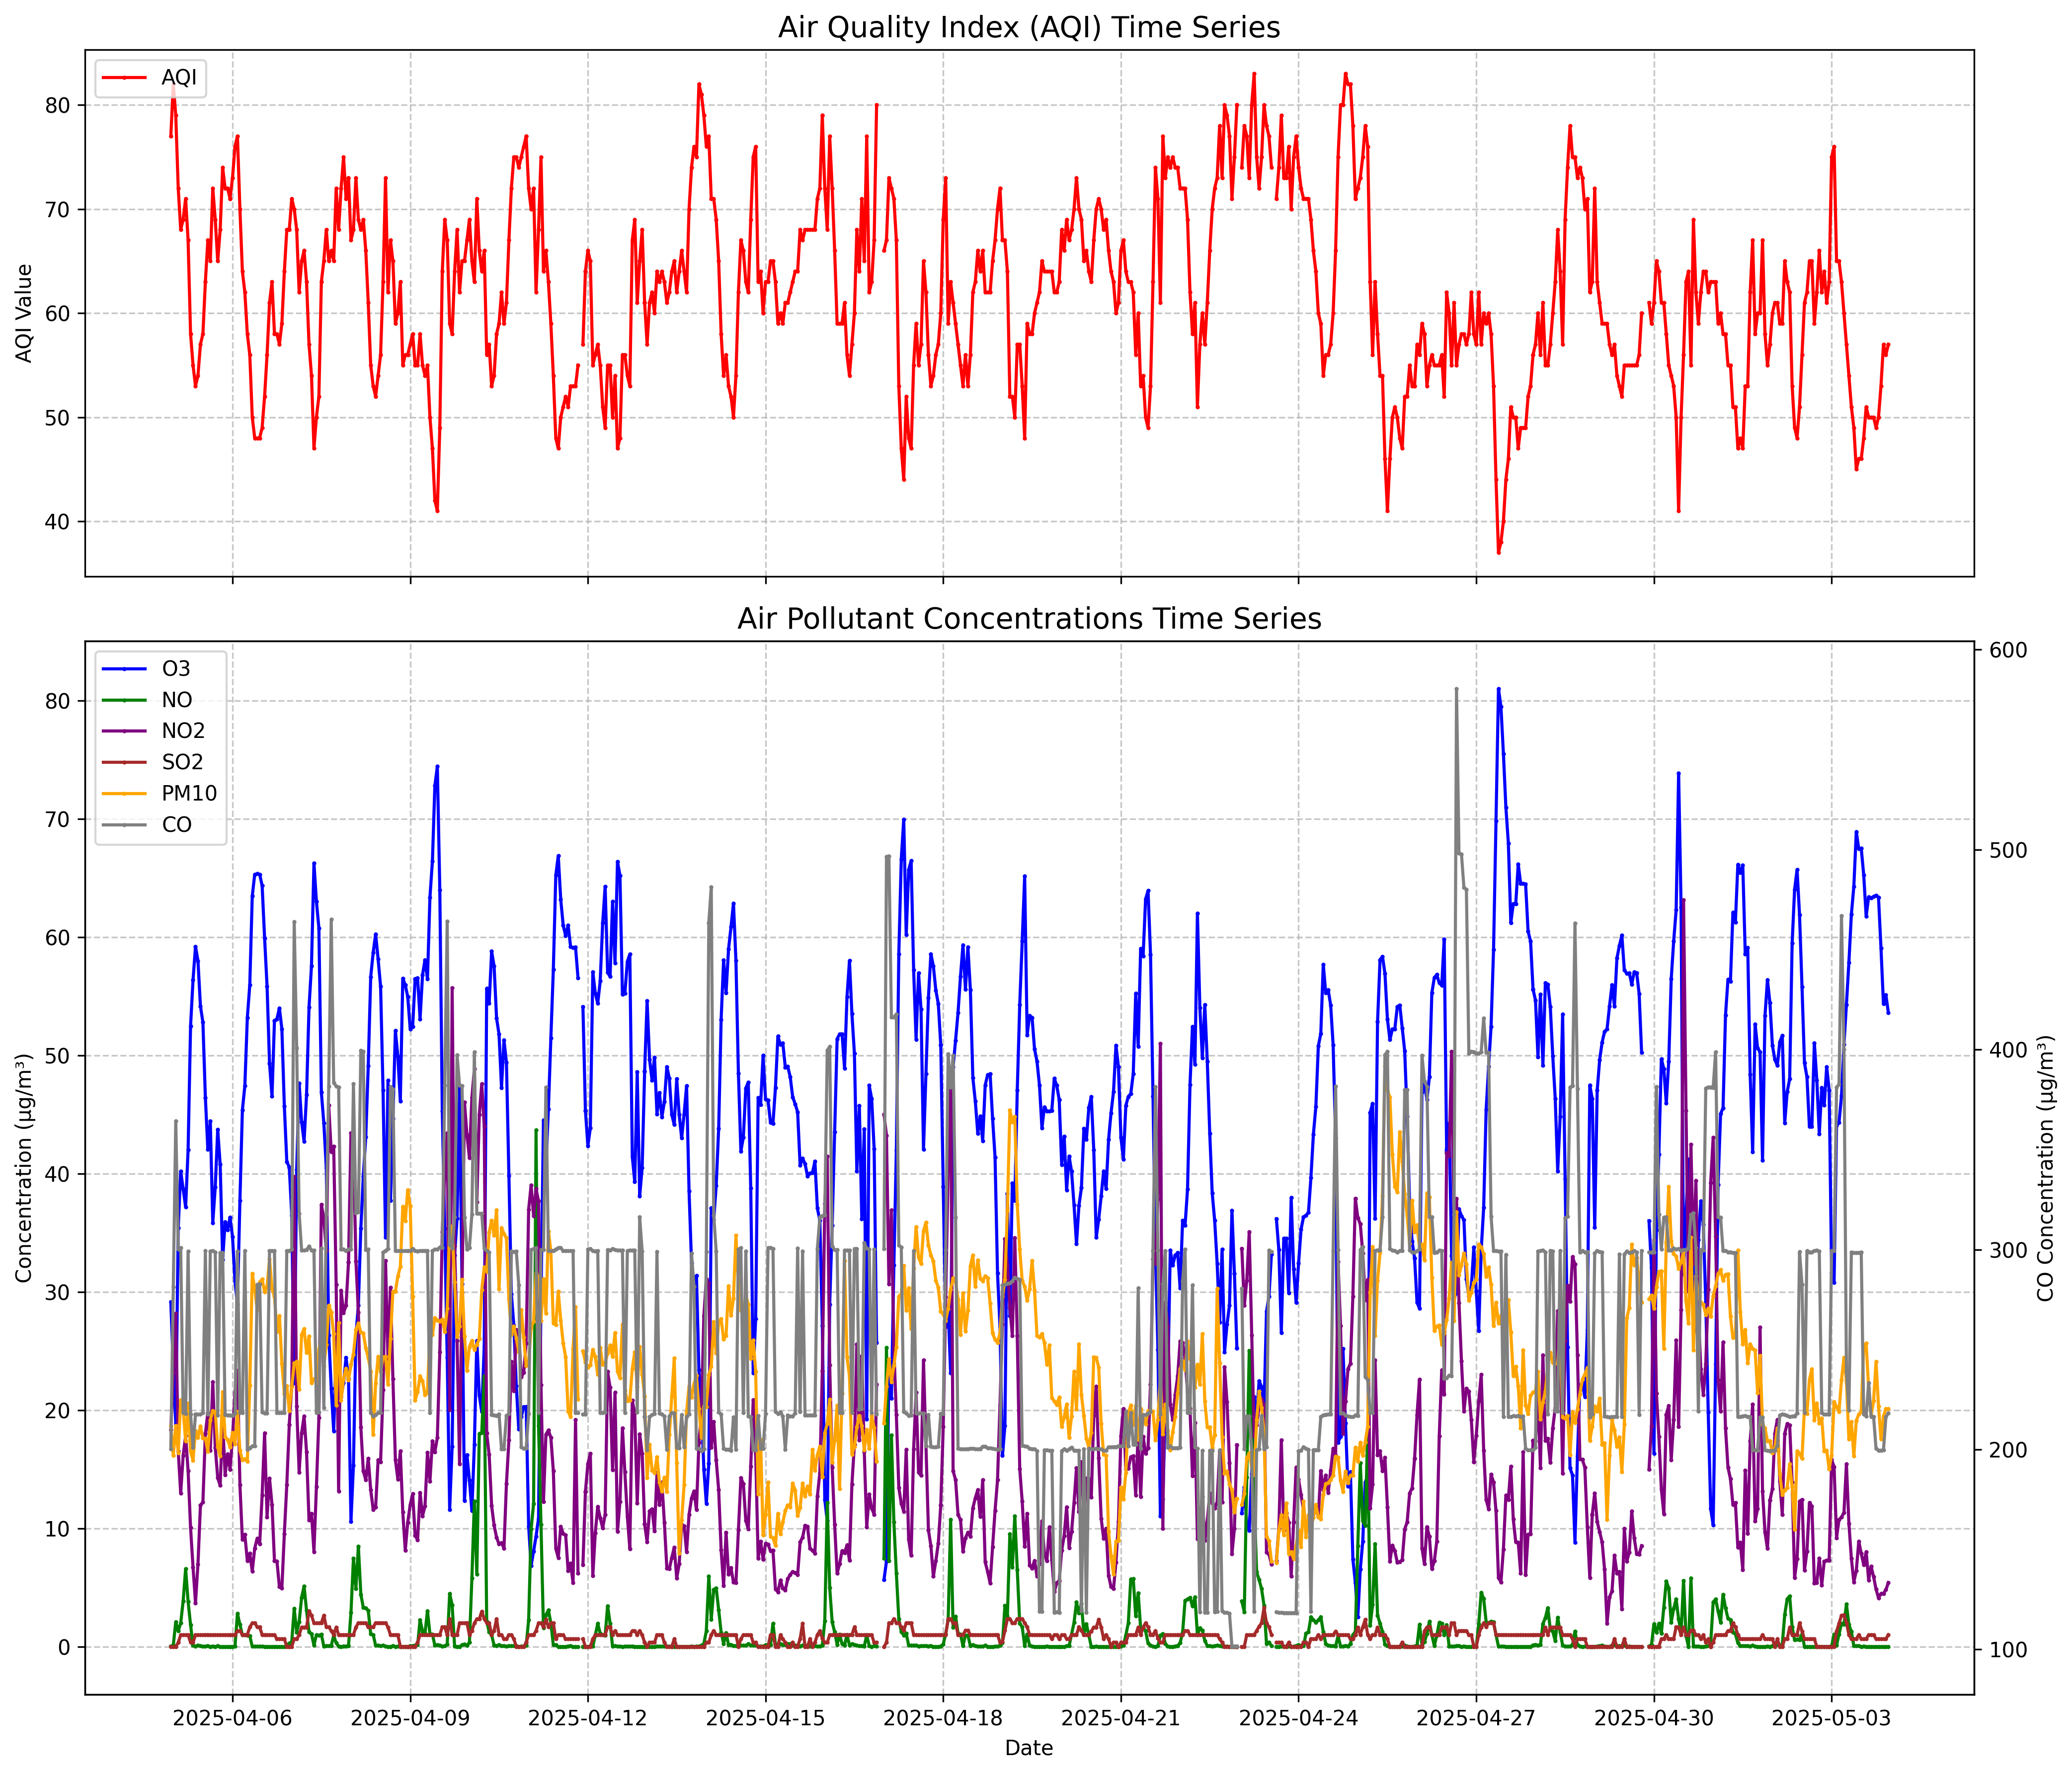 Air Quality Index (AQI) Time Series
AQI
80
70
60
50
40
AQI Value
Air Pollutant Concentrations Time Series
O3
NO
NO2
SO2
PM10
CO
80
70
60
50
40
30
20
10
0
Concentration (μg/m³)
600
500
400
300
200
100
CO Concentration (μg/m³)
2025-04-06 2025-04-09 2025-04-12 2025-04-15 2025-04-18 2025-04-21 2025-04-24 2025-04-27 2025-04-30 2025-05-03
Date